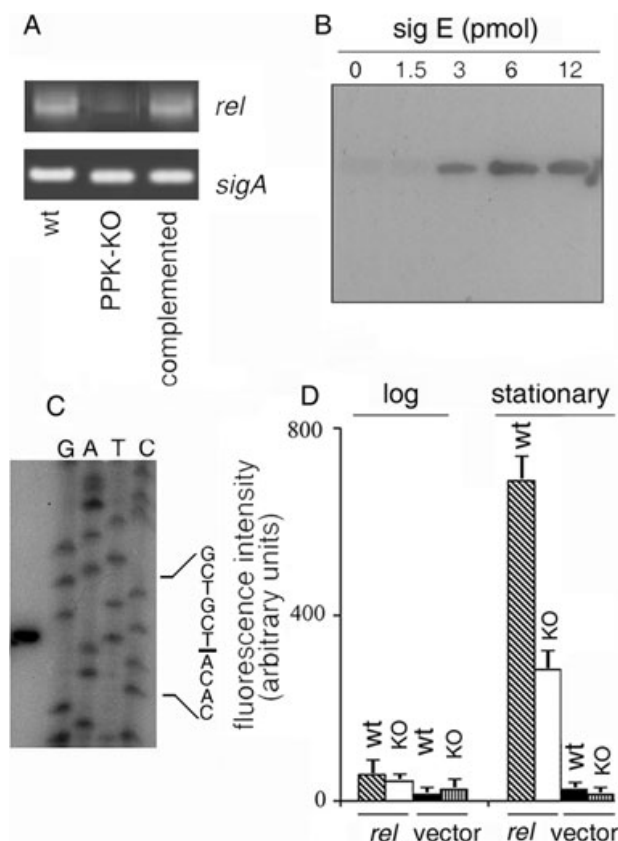 A
rel
sigA
wt
PPK-KO
complemented
B
sig E (pmol)
0 1.5 3 6 12
C
G A T C
G
C
T
G
C
T
A
C
A
C
D
log stationary
fluorescence intensity
(arbitrary units)
800
400
0
wt
KO
wt
KO
wt
KO
wt
KO
rel vector rel vector